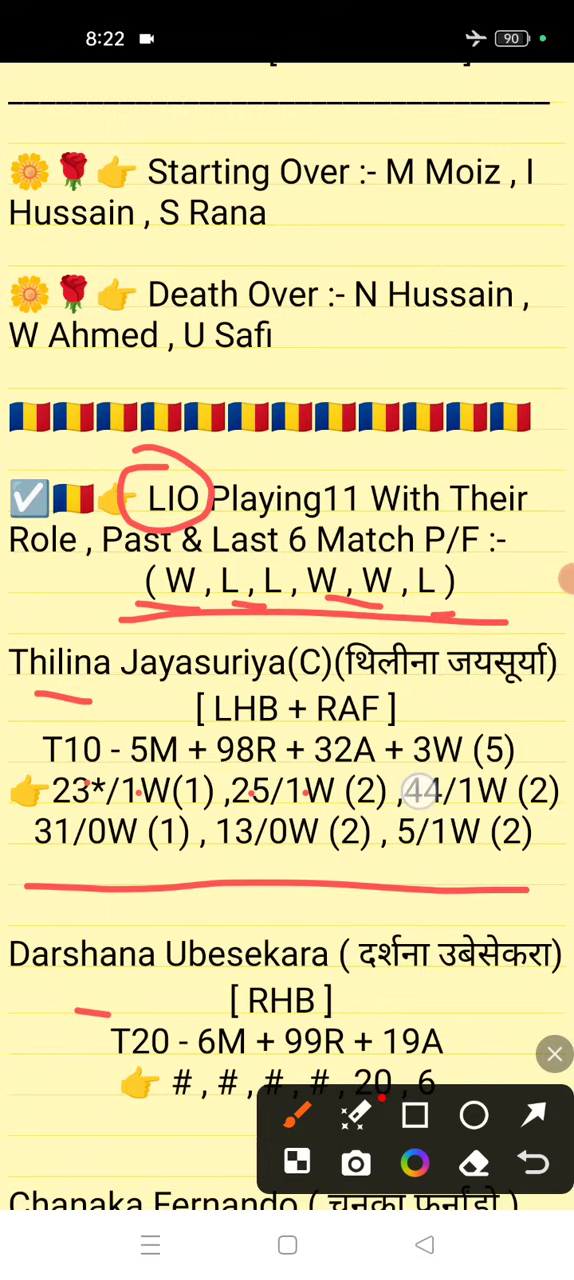 8:22
90
🌼🌹👉 Starting Over :- M Moiz , I
Hussain , S Rana
🌼🌹👉 Death Over :- N Hussain ,
W Ahmed , U Safi
🇷🇴🇷🇴🇷🇴🇷🇴🇷🇴🇷🇴🇷🇴🇷🇴🇷🇴🇷🇴🇷🇴🇷🇴
☑️🇷🇴👉 LIO Playing11 With Their
Role , Past & Last 6 Match P/F :-
( W , L , L , W , W , L )
Thilina Jayasuriya(C)(थिलीना जयसूर्या)
[ LHB + RAF ]
T10 - 5M + 98R + 32A + 3W (5)
👉23*/1W(1) ,25/1W (2) ,44/1W (2)
31/0W (1) , 13/0W (2) , 5/1W (2)
Darshana Ubesekara ( दर्शना उबेसेकरा)
[ RHB ]
T20 - 6M + 99R + 19A
👉 # , # , # , # , 20 , 6
Chanaka Fernando ( चनका फर्नांडो )